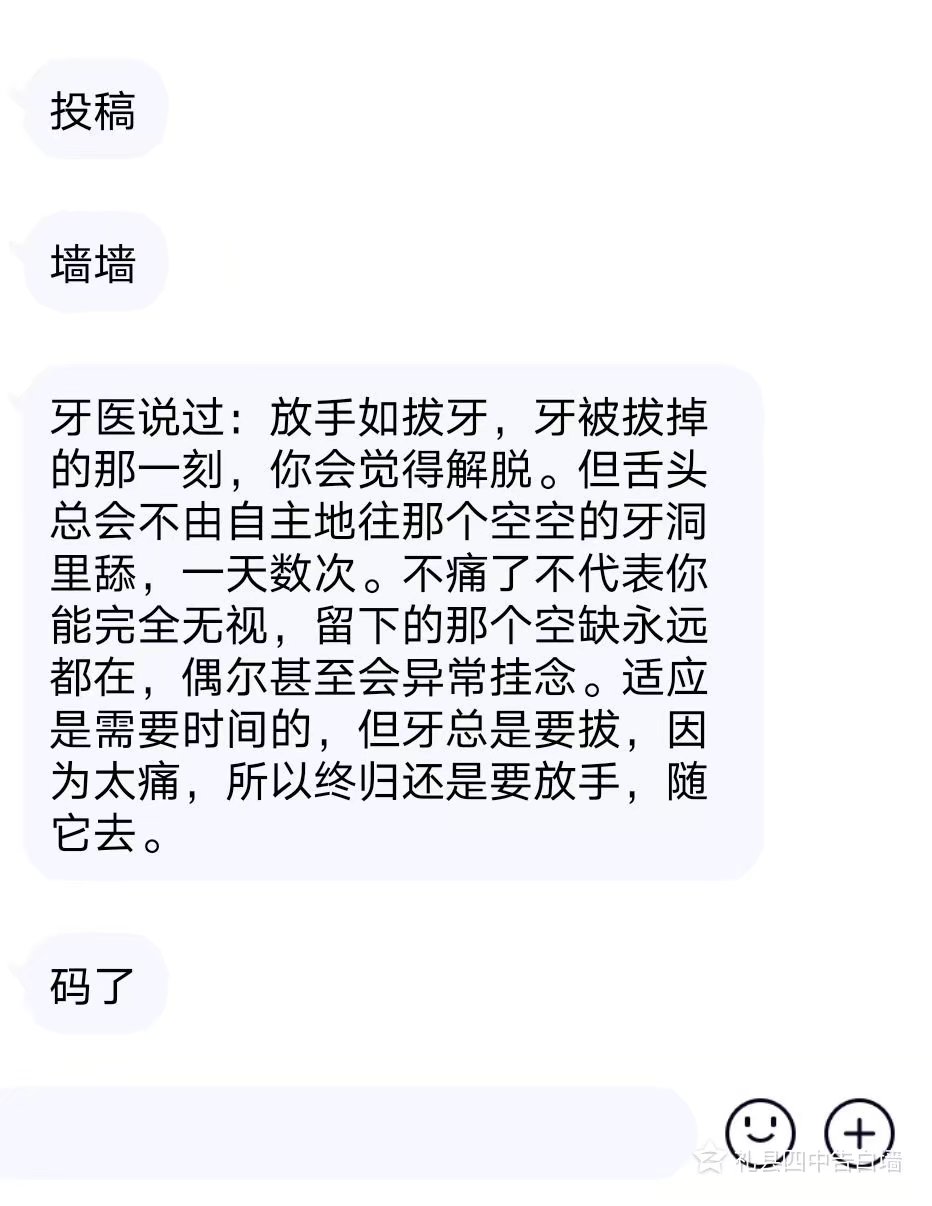 投稿
墙墙
牙医说过：放手如拔牙，牙被拔掉
的那一刻，你会觉得解脱。但舌头
总会不由自主地往那个空空的牙洞
里舔，一天数次。不痛了不代表你
能完全无视，留下的那个空缺永远
都在，偶尔甚至会异常挂念。适应
是需要时间的，但牙总是要拔，因
为太痛，所以终归还是要放手，随
它去。
码了
礼县四中告白墙